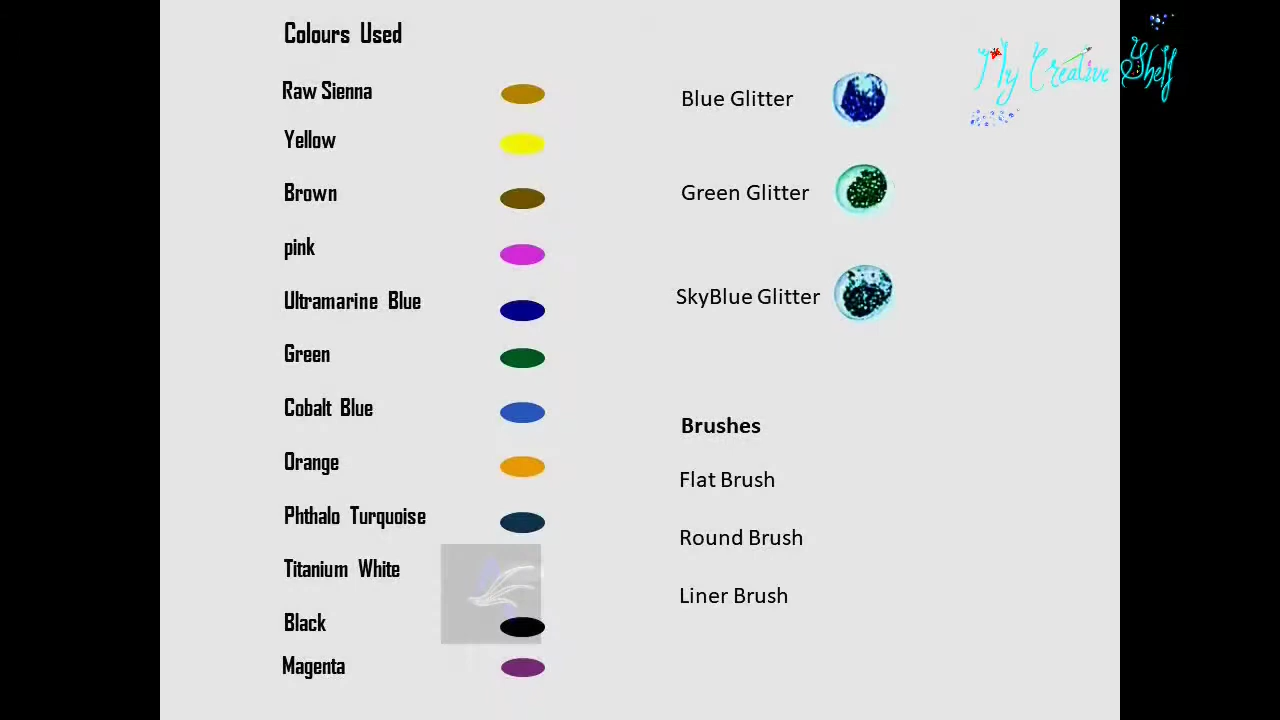 Colours Used
Raw Sienna
Yellow
Brown
pink
Ultramarine Blue
Green
Cobalt Blue
Orange
Phthalo Turquoise
Titanium White
Black
Magenta
My Creative Shelf
Blue Glitter
Green Glitter
SkyBlue Glitter
Brushes
Flat Brush
Round Brush
Liner Brush